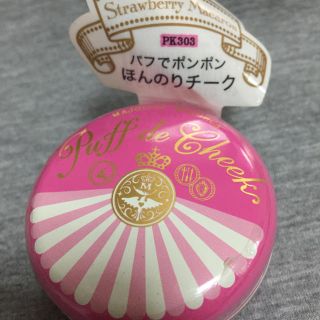 Strawberry Macaron
PK303
パフでポンポン
ほんのりチーク
Puff de Cheek
M